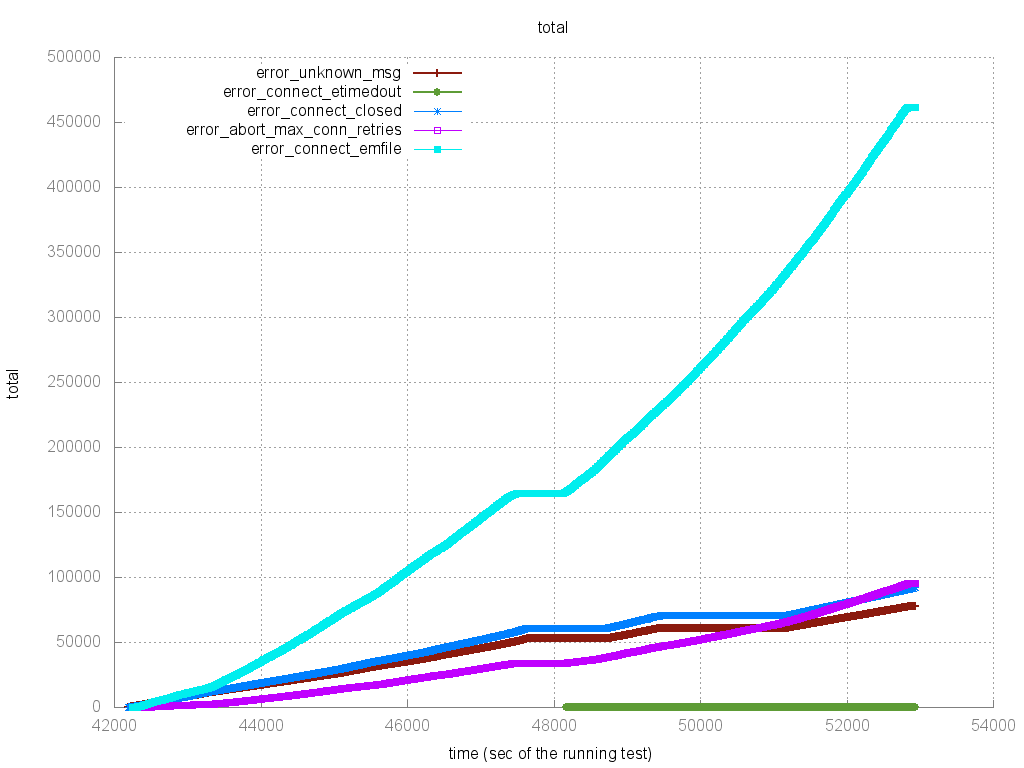 total
500000
450000
400000
350000
300000
250000
200000
150000
100000
50000
0
total
error_unknown_msg
error_connect_etimedout
error_connect_closed
error_abort_max_conn_retries
error_connect_emfile
42000 44000 46000 48000 50000 52000 54000
time (sec of the running test)